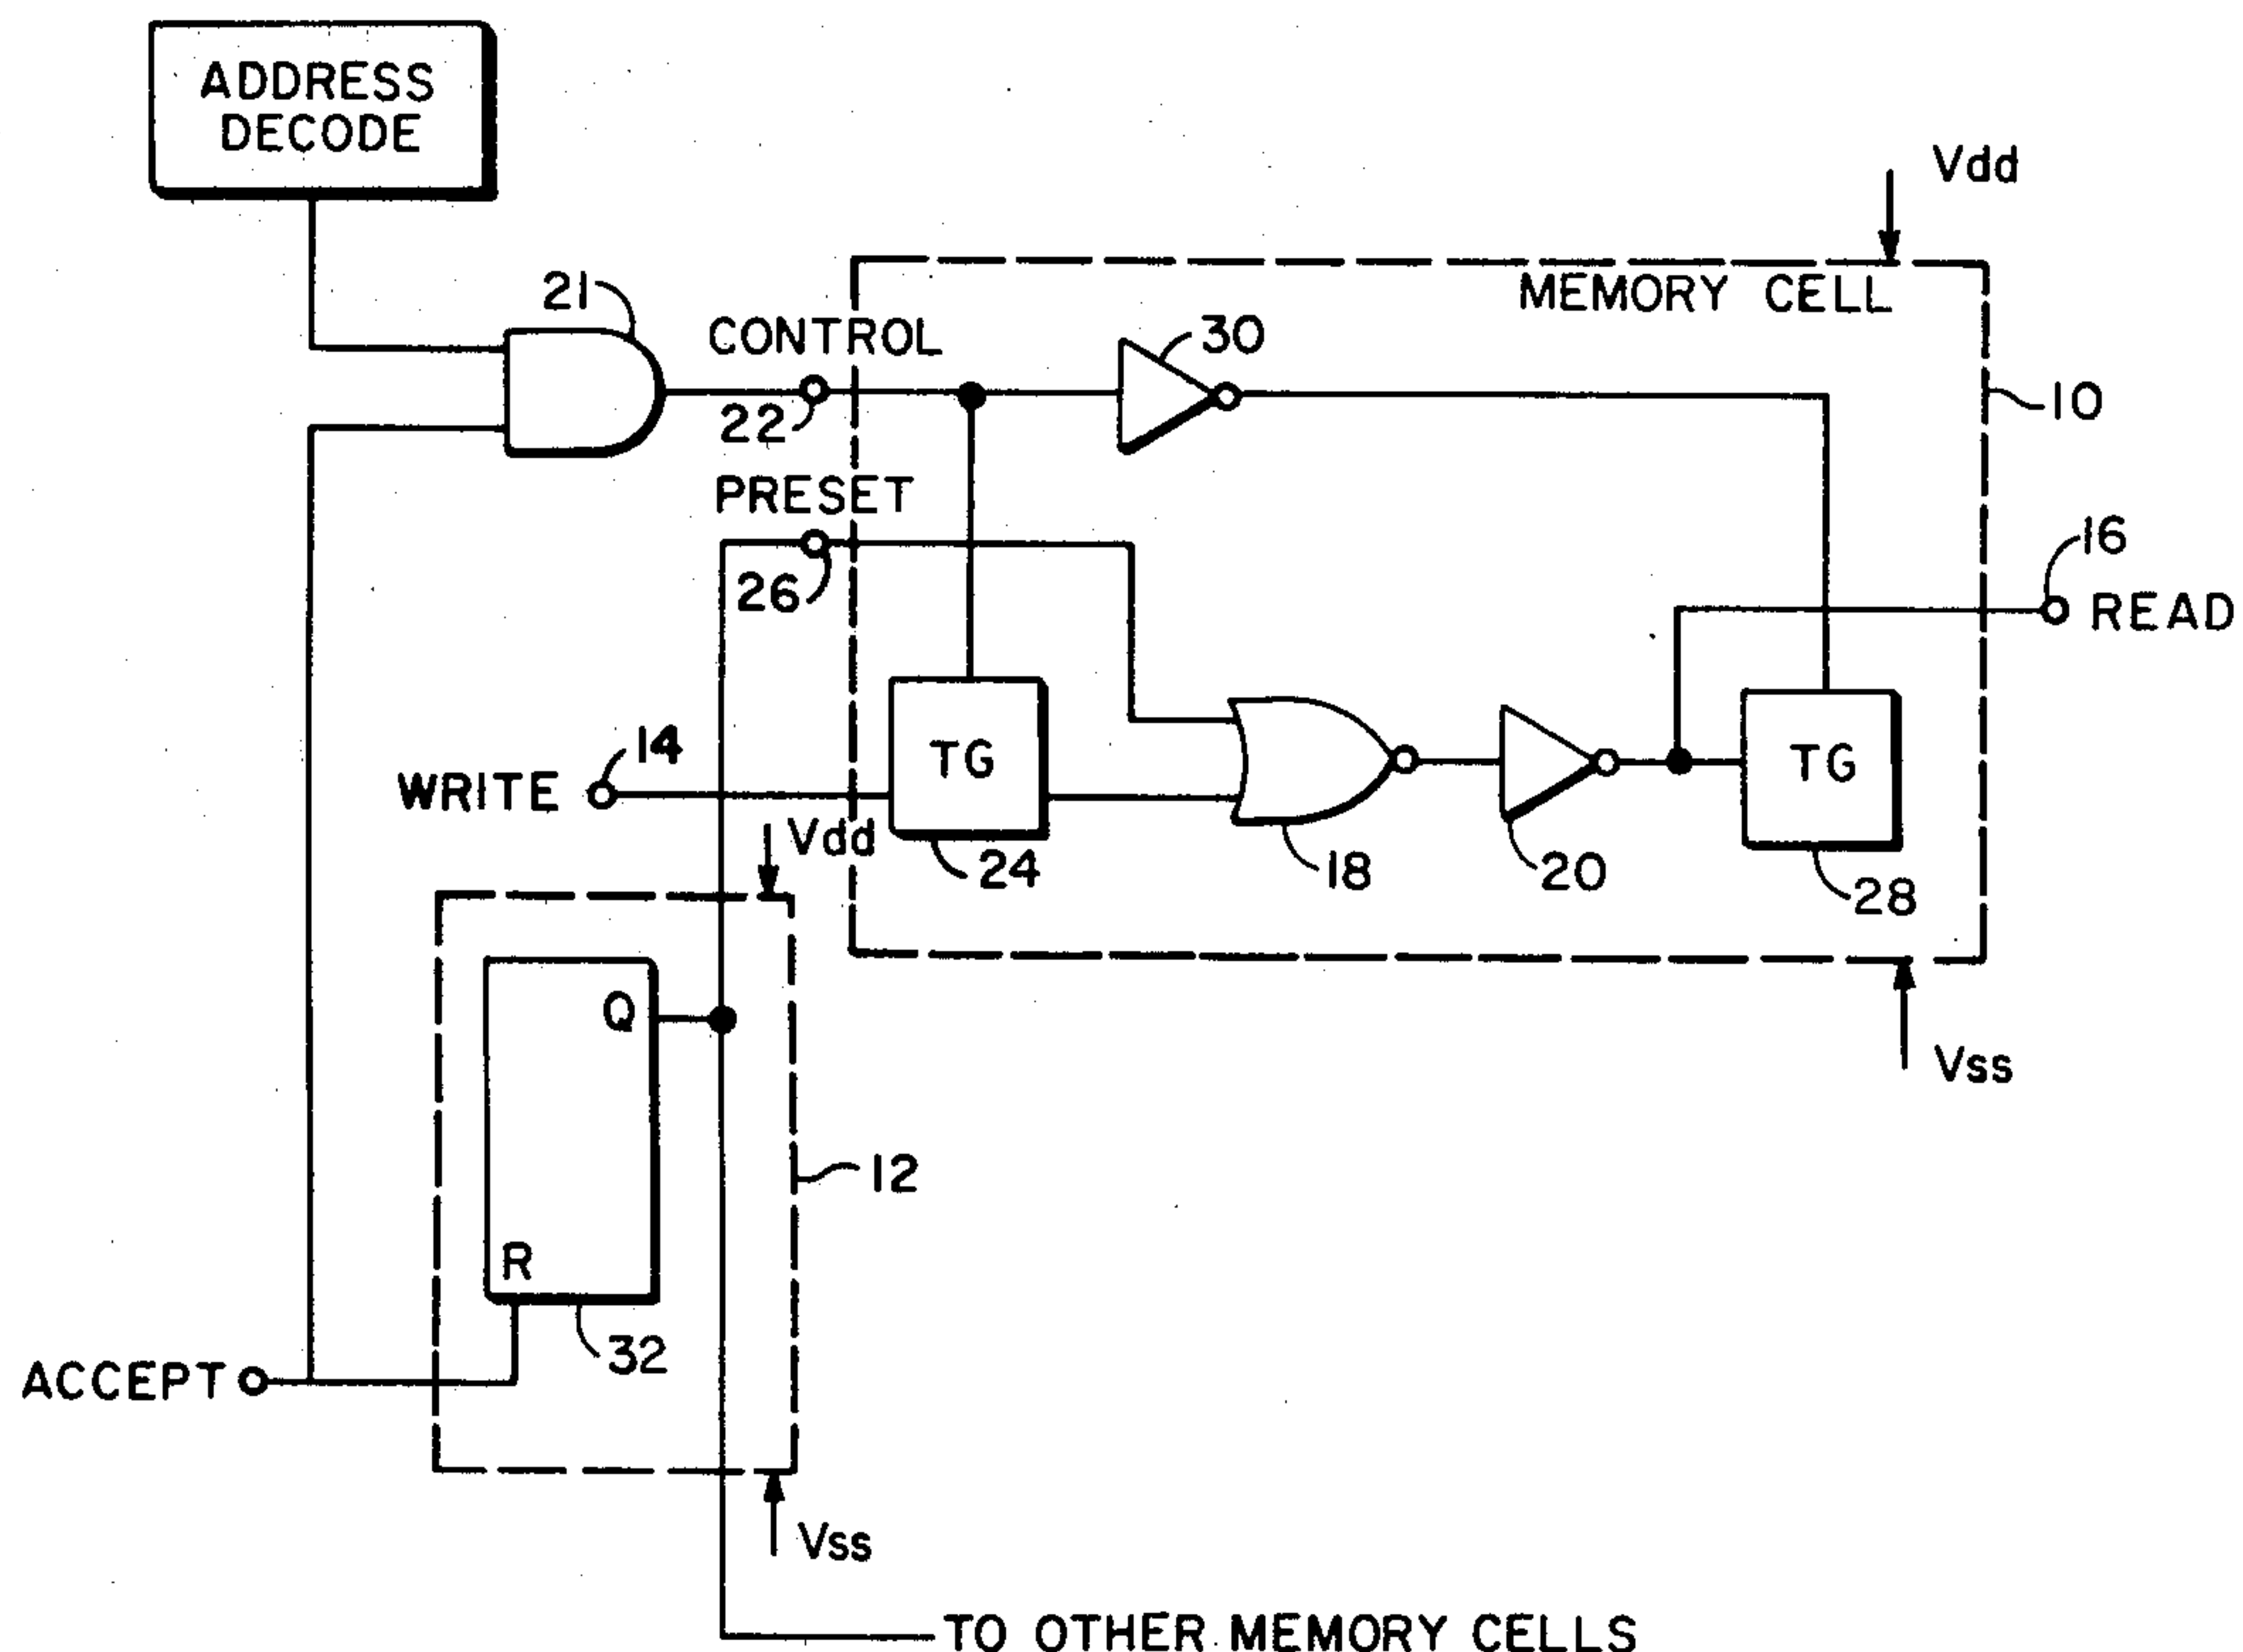 ADDRESS
DECODE
Vdd
MEMORY CELL
21
CONTROL
30
22
10
PRESET
26
16
READ
14
WRITE
TG
TG
Vdd
24
18
20
28
Q
Vss
12
R
32
ACCEPT
Vss
TO OTHER MEMORY CELLS